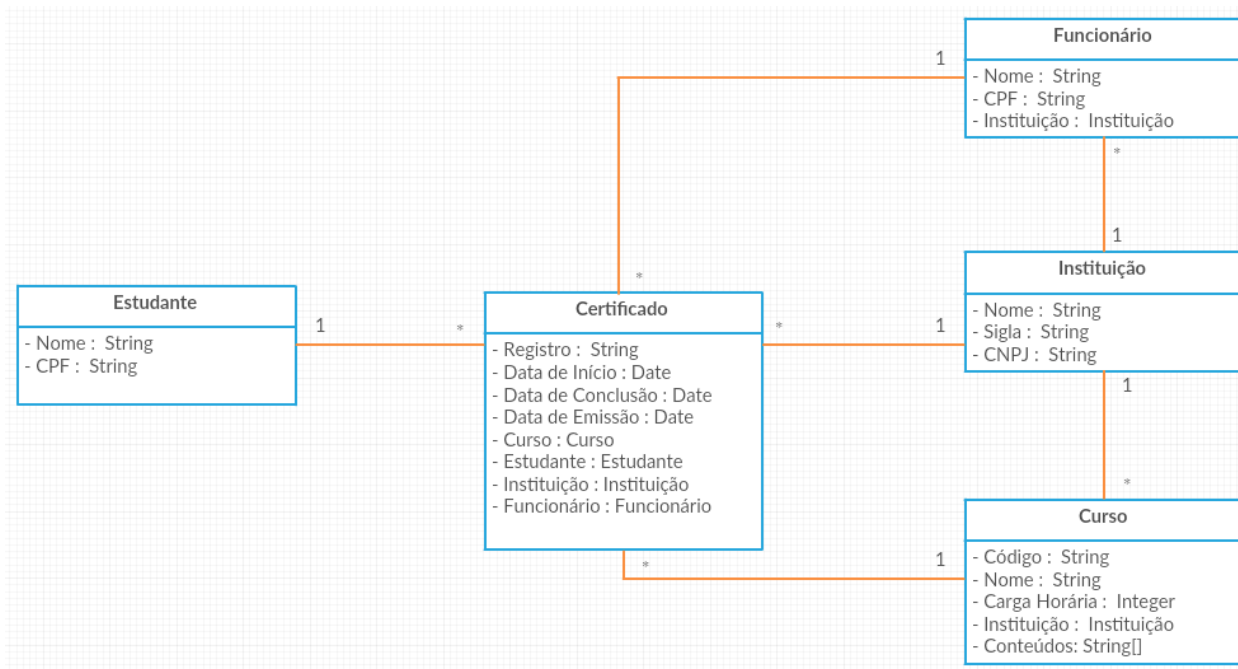 Funcionário
- Nome : String
- CPF : String
- Instituição : Instituição
1
*
1
*
Estudante
- Nome : String
- CPF : String
1
*
Certificado
- Registro : String
- Data de Início : Date
- Data de Conclusão : Date
- Data de Emissão : Date
- Curso : Curso
- Estudante : Estudante
- Instituição : Instituição
- Funcionário : Funcionário
*
1
Instituição
- Nome : String
- Sigla : String
- CNPJ : String
1
*
*
1
Curso
- Código : String
- Nome : String
- Carga Horária : Integer
- Instituição : Instituição
- Conteúdos: String[]